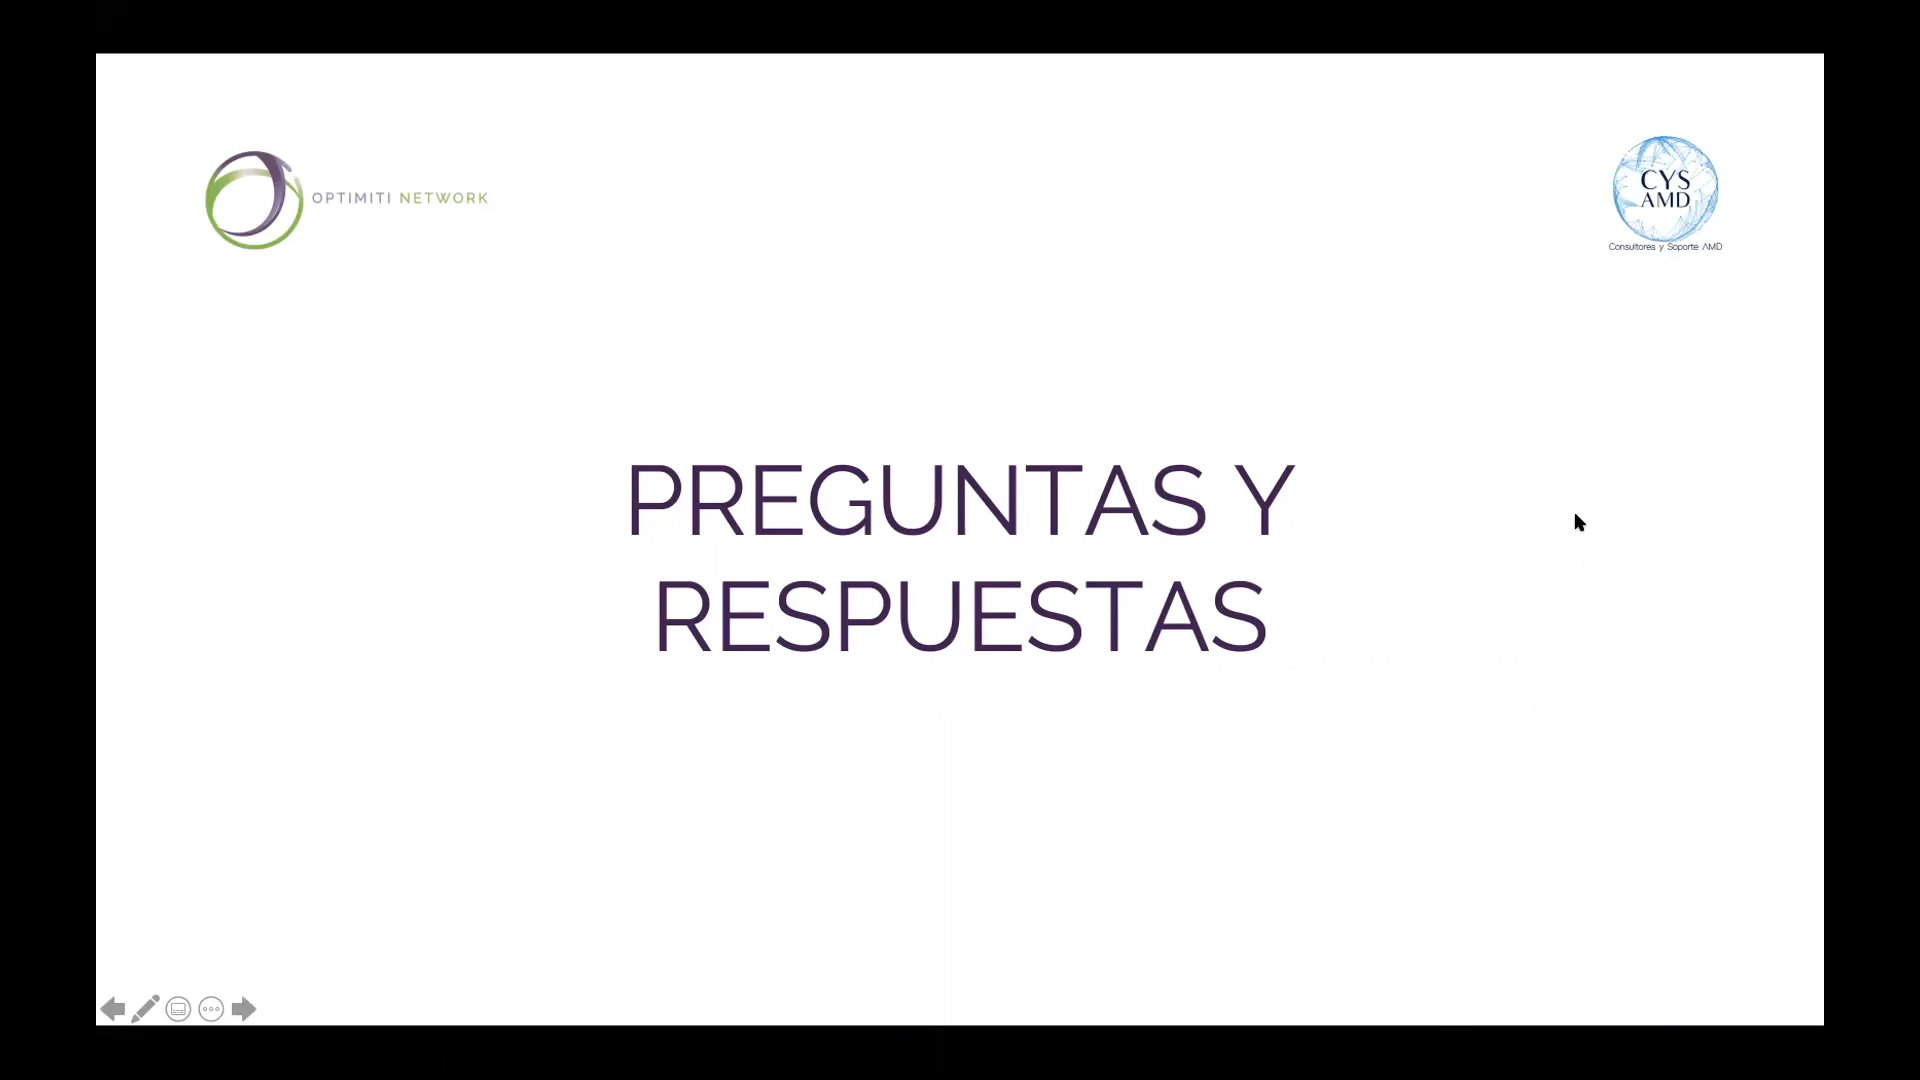 OPTIMITI NETWORK
CYS
AMD
Consultores y Soporte AMD
PREGUNTAS Y
RESPUESTAS